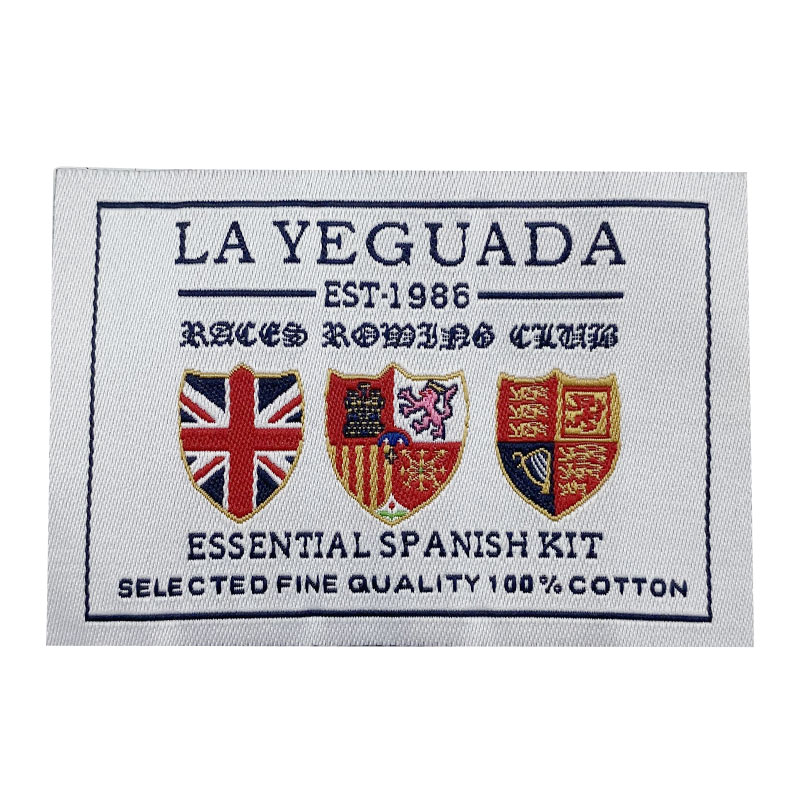 LA YEGUADA
EST-1986
RACES ROWING CLUB
ESSENTIAL SPANISH KIT
SELECTED FINE QUALITY 100% COTTON